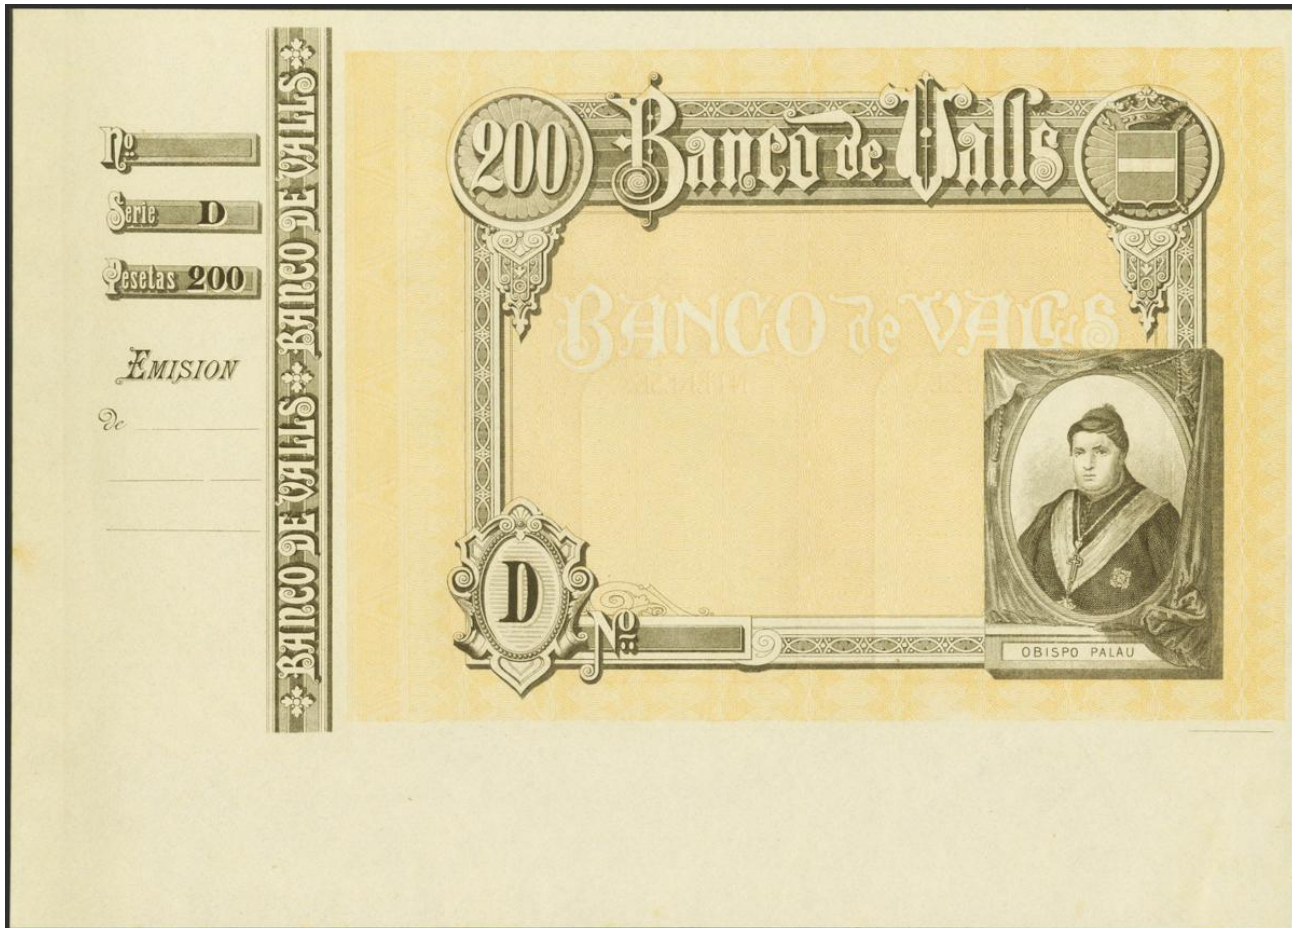 Nº
Serie D
Pesetas 200
EMISION
de
BANCO DE VALLS BANCO DE VALLS
200 Banco de Valls
BANCO de VALLS
D
Nº
OBISPO PALAU